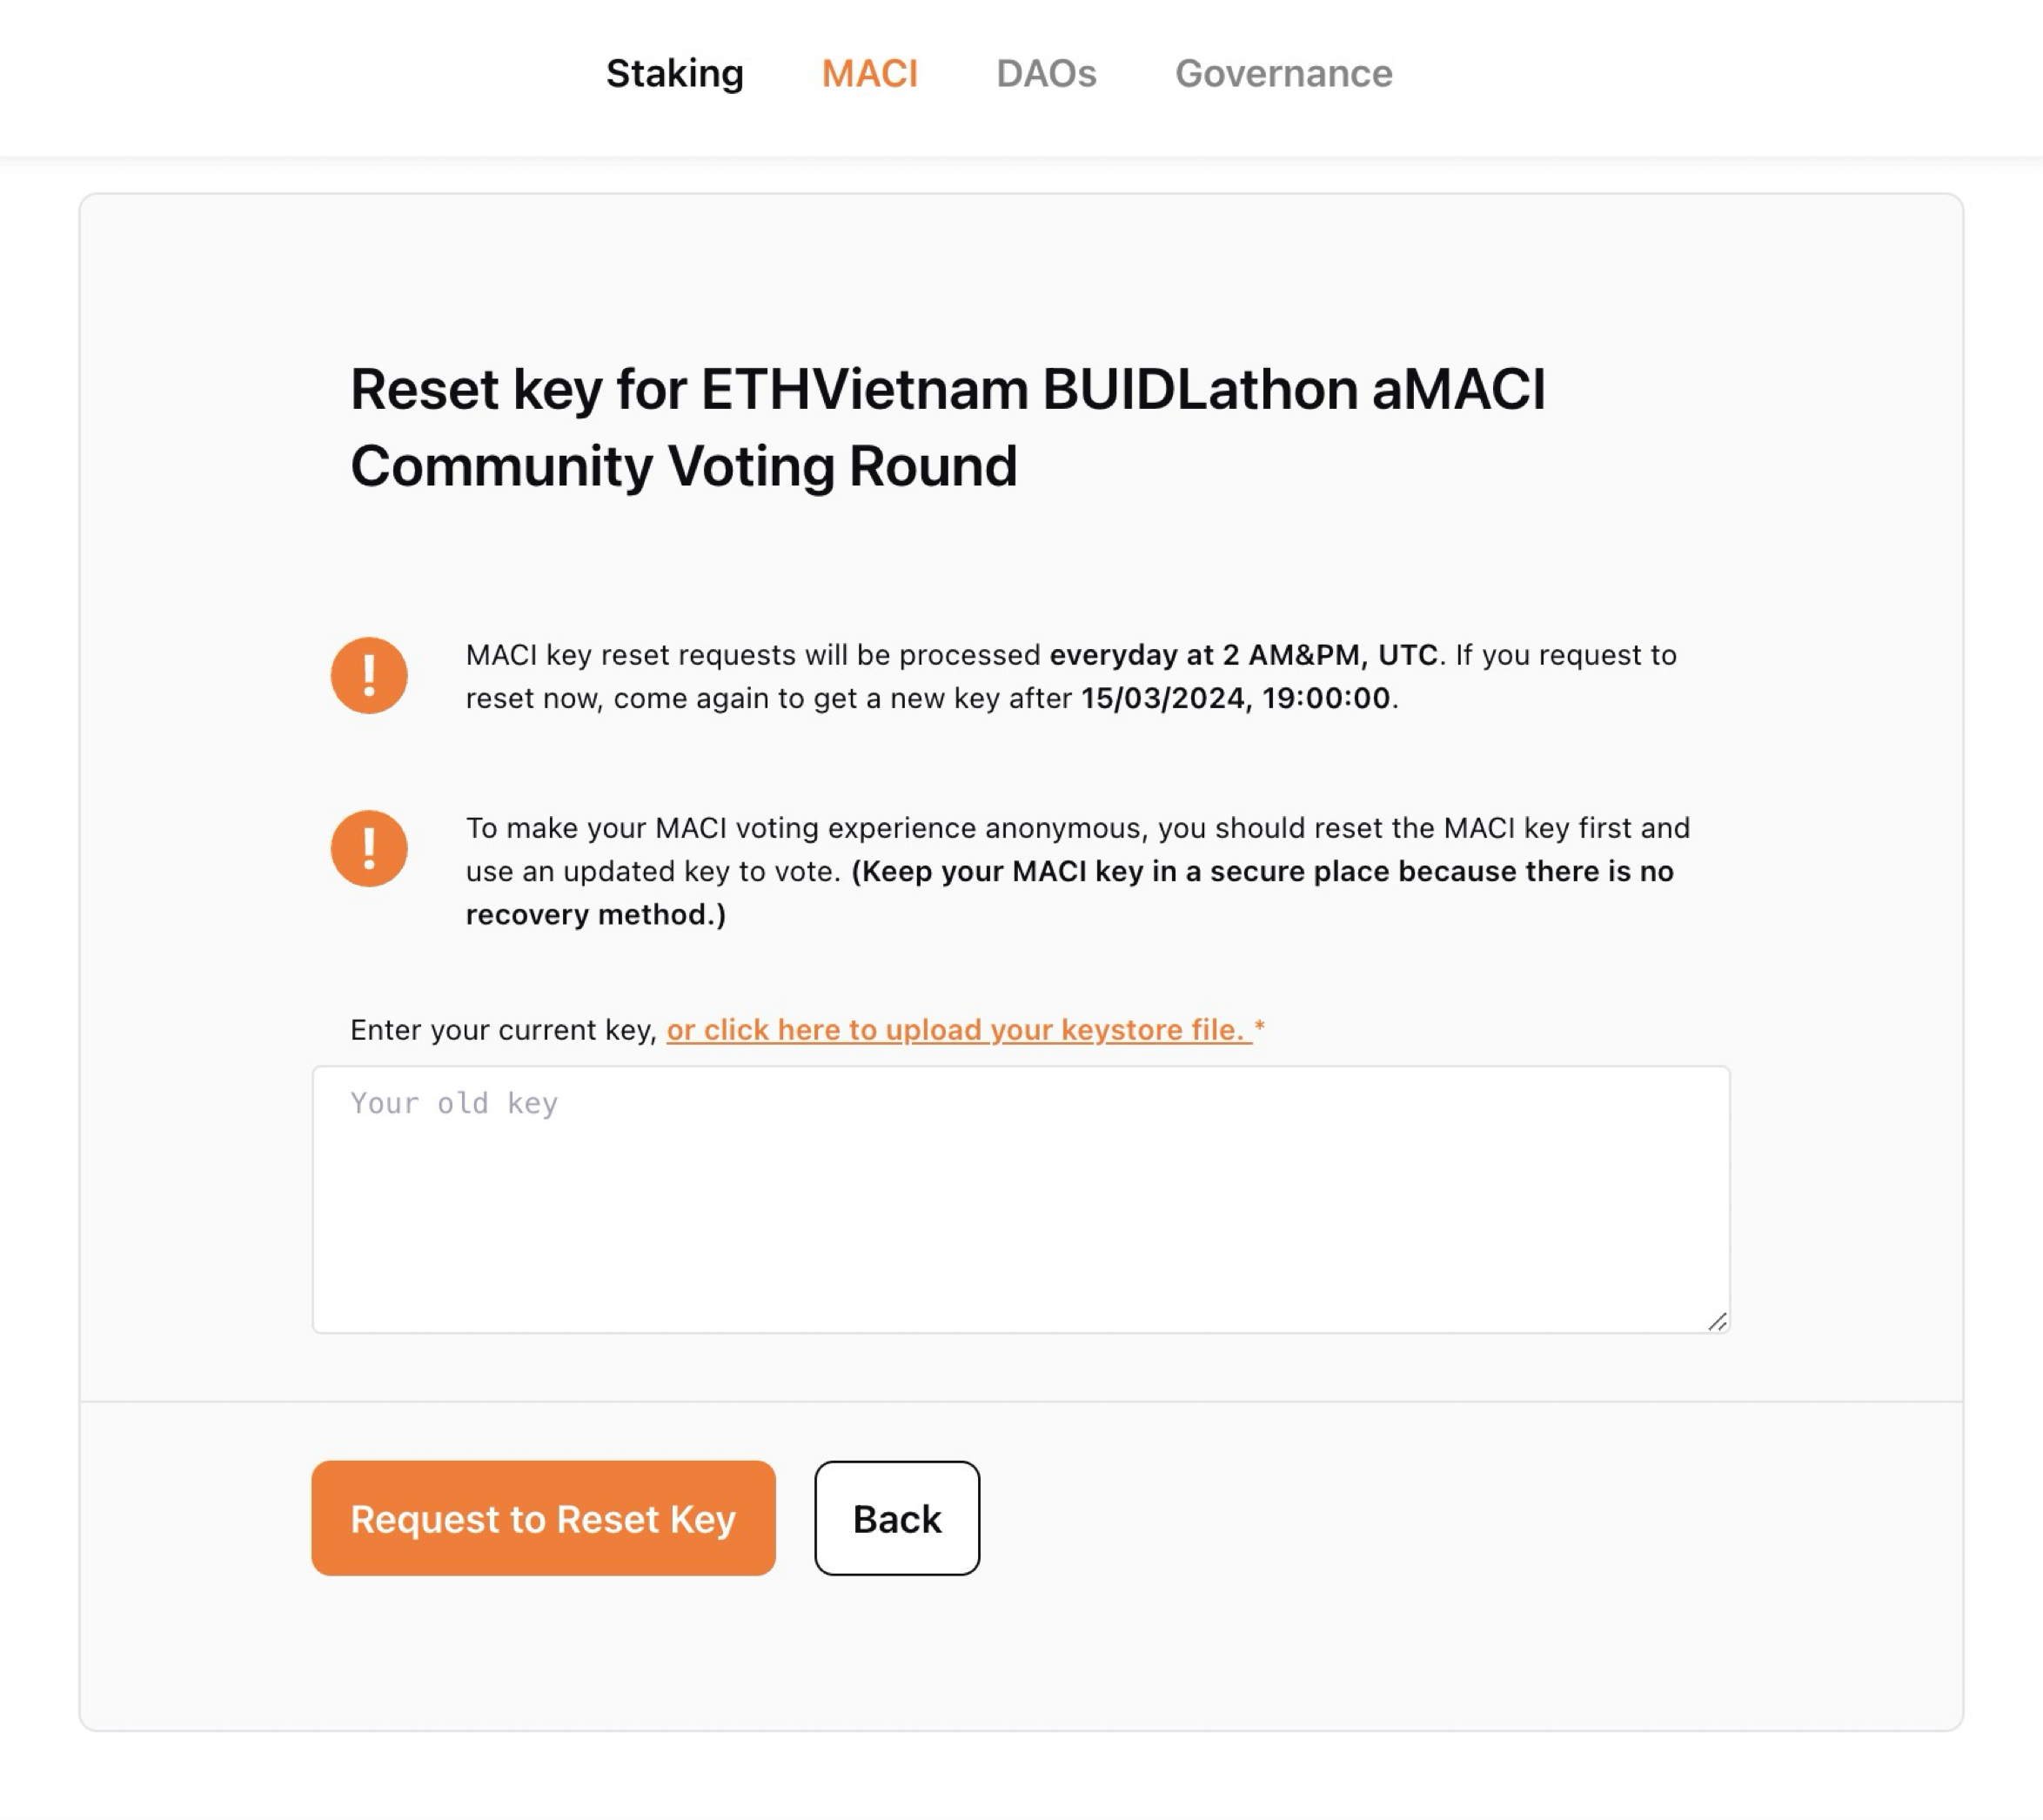 Staking MACI DAOs Governance
Reset key for ETHVietnam BUIDLathon aMACI
Community Voting Round
! MACI key reset requests will be processed everyday at 2 AM&PM, UTC. If you request to
reset now, come again to get a new key after 15/03/2024, 19:00:00.
! To make your MACI voting experience anonymous, you should reset the MACI key first and
use an updated key to vote. (Keep your MACI key in a secure place because there is no
recovery method.)
Enter your current key, or click here to upload your keystore file. *
Your old key
Request to Reset Key Back